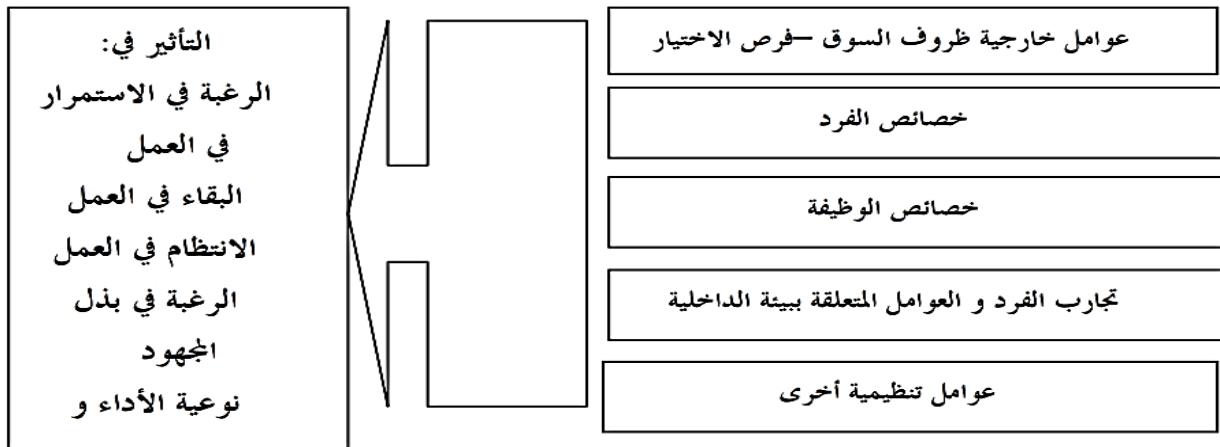 عوامل خارجية ظروف السوق –فرص الاختيار
خصائص الفرد
خصائص الوظيفة
تجارب الفرد و العوامل المتعلقة ببيئة الداخلية
عوامل تنظيمية أخرى
التأثير في:
الرغبة في الاستمرار
في العمل
البقاء في العمل
الانتظام في العمل
الرغبة في بذل
المجهود
نوعية الأداء و